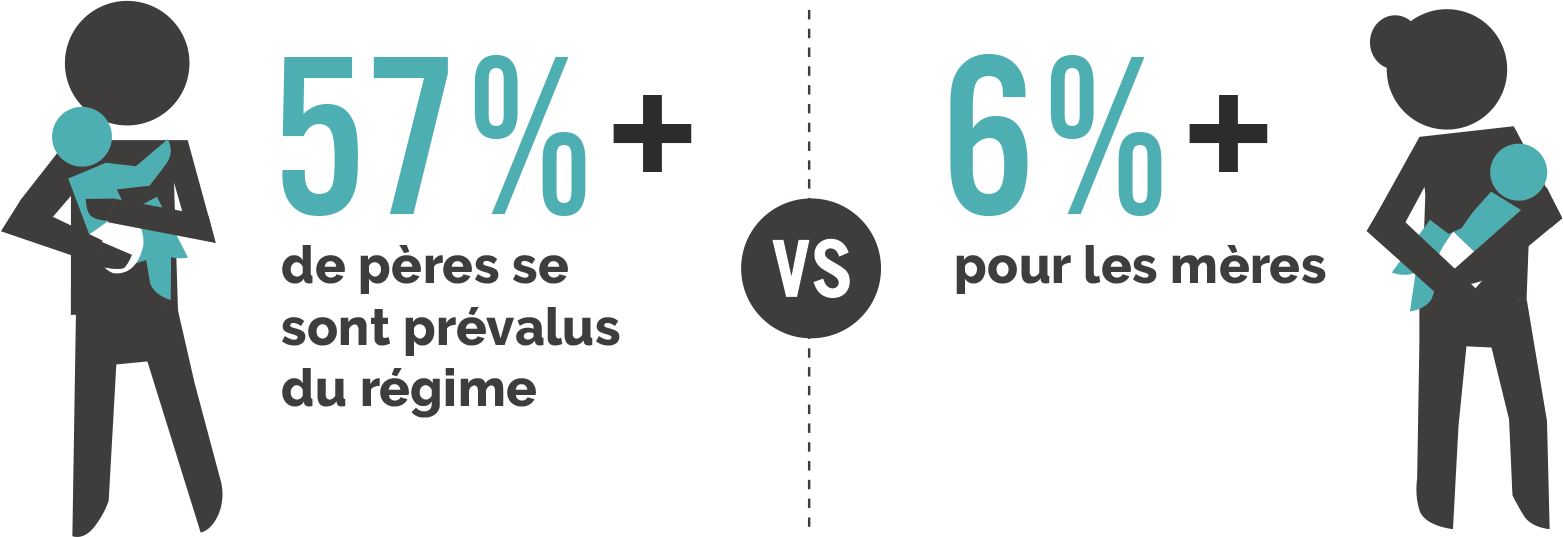 57%+
de pères se
sont prévalus
du régime
VS
6%+
pour les mères